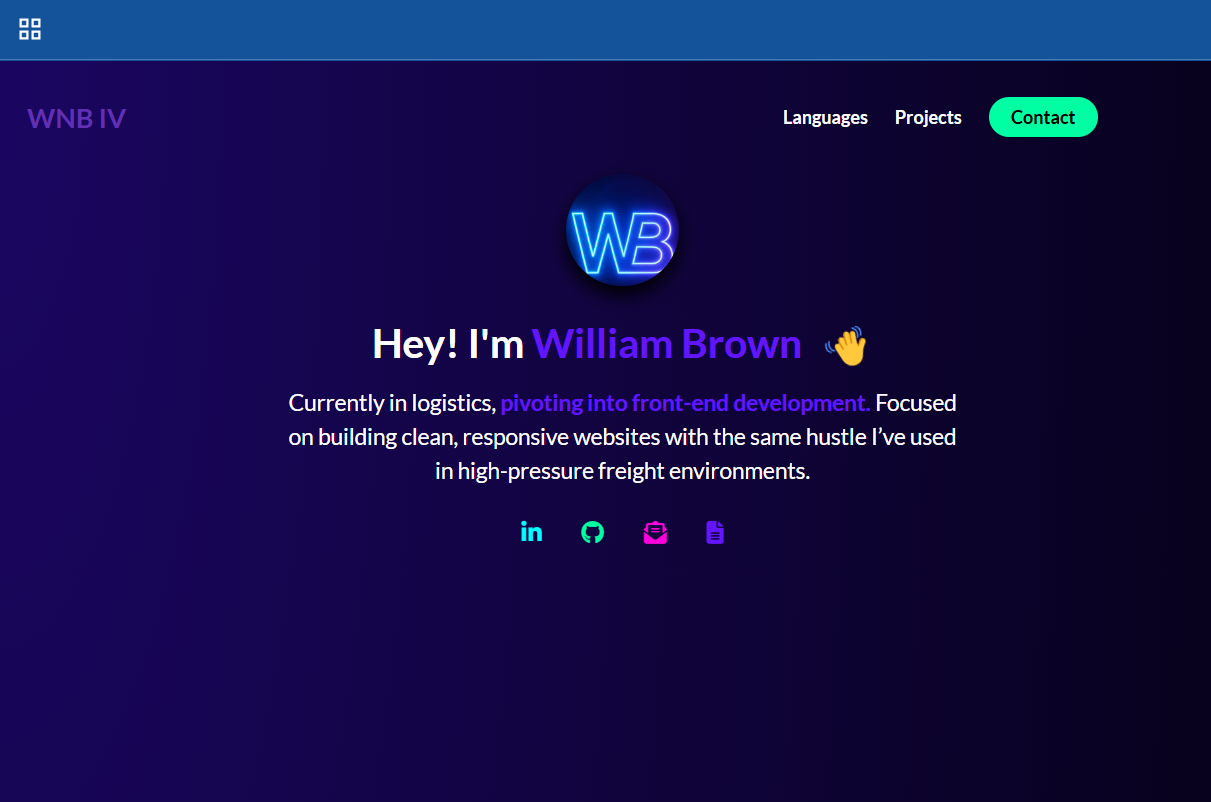 WNB IV
Languages Projects Contact
WB
Hey! I'm William Brown
Currently in logistics, pivoting into front-end development. Focused
on building clean, responsive websites with the same hustle I’ve used
in high-pressure freight environments.
in